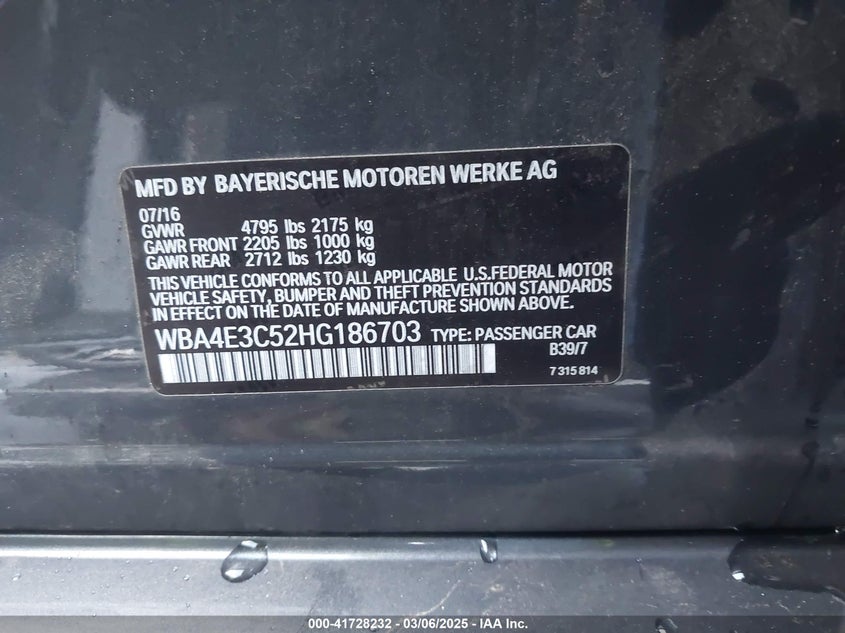 MFD BY BAYERISCHE MOTOREN WERKE AG
07/16
GVWR 4795 lbs 2175 kg
GAWR FRONT 2205 lbs 1000 kg
GAWR REAR 2712 lbs 1230 kg
THIS VEHICLE CONFORMS TO ALL APPLICABLE U.S.FEDERAL MOTOR
VEHICLE SAFETY, BUMPER AND THEFT PREVENTION STANDARDS
IN EFFECT ON THE DATE OF MANUFACTURE SHOWN ABOVE.
WBA4E3C52HG186703 TYPE: PASSENGER CAR
B39/7
7 315 814
000-41728232 - 03/06/2025 - IAA Inc.